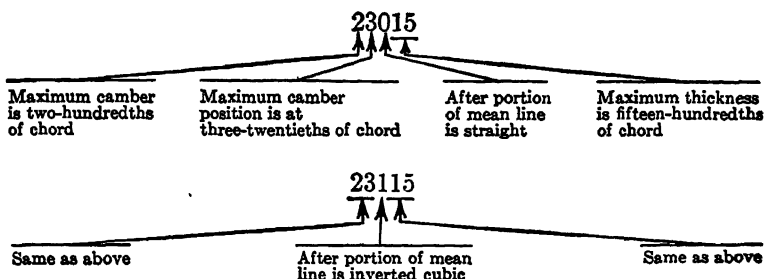 23015
Maximum camber
is two-hundredths
of chord
Maximum camber
position is at
three-twentieths of chord
After portion
of mean line
is straight
Maximum thickness
is fifteen-hundredths
of chord
23115
Same as above
After portion of mean
line is inverted cubic
Same as above